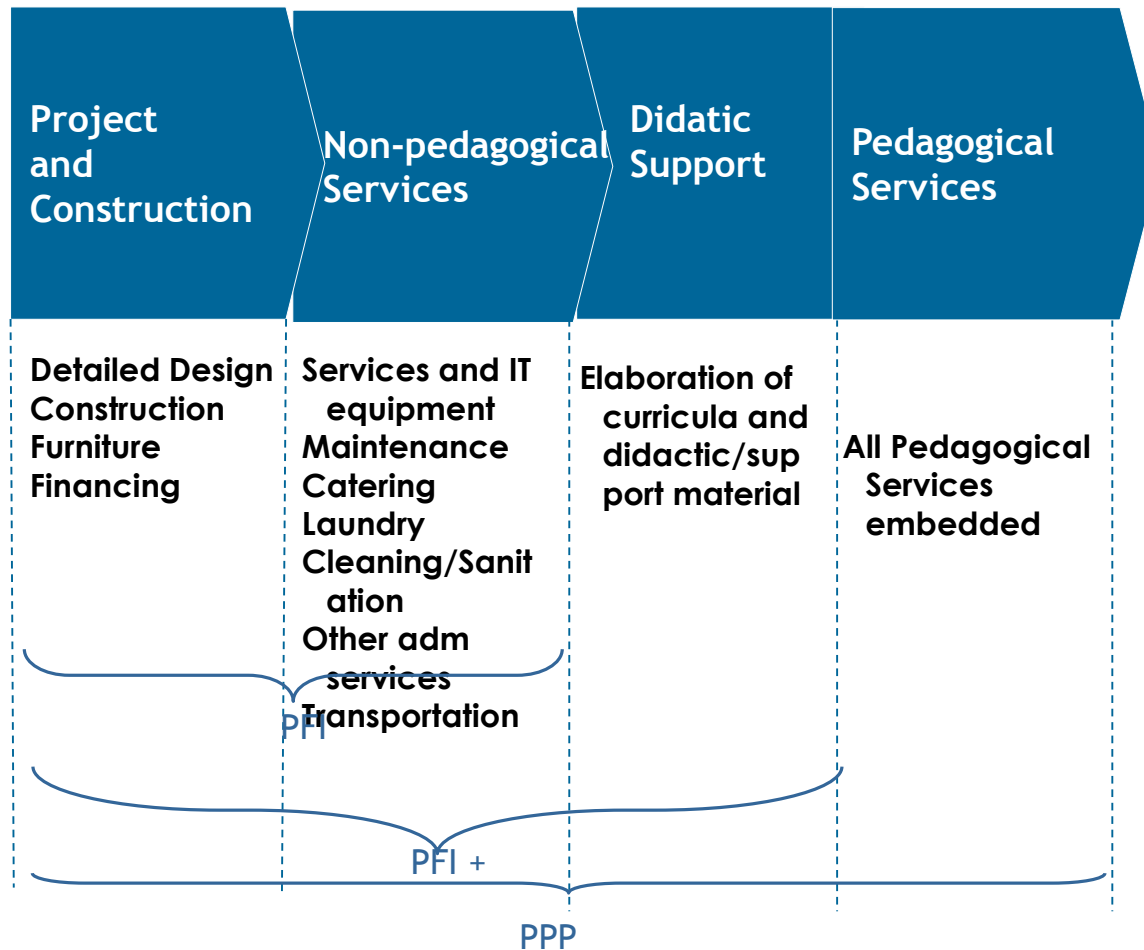 Project
and
Construction
Non-pedagogical
Services
Didatic
Support
Pedagogical
Services
Detailed Design
Construction
Furniture
Financing
Services and IT
equipment
Maintenance
Catering
Laundry
Cleaning/Sanit
ation
Other adm
services
Transportation
Elaboration of
curricula and
didactic/sup
port material
All Pedagogical
Services
embedded
PFI
PFI +
PPP